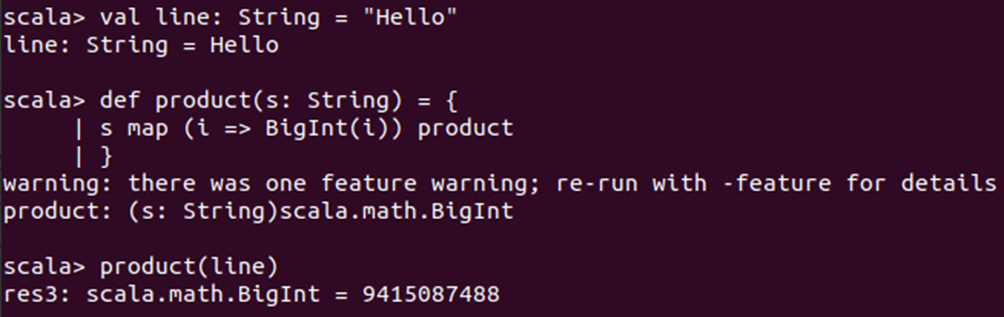 scala> val line: String = "Hello"
line: String = Hello
scala> def product(s: String) = {
     | s map (i => BigInt(i)) product
     | }
warning: there was one feature warning; re-run with -feature for details
product: (s: String)scala.math.BigInt
scala> product(line)
res3: scala.math.BigInt = 9415087488